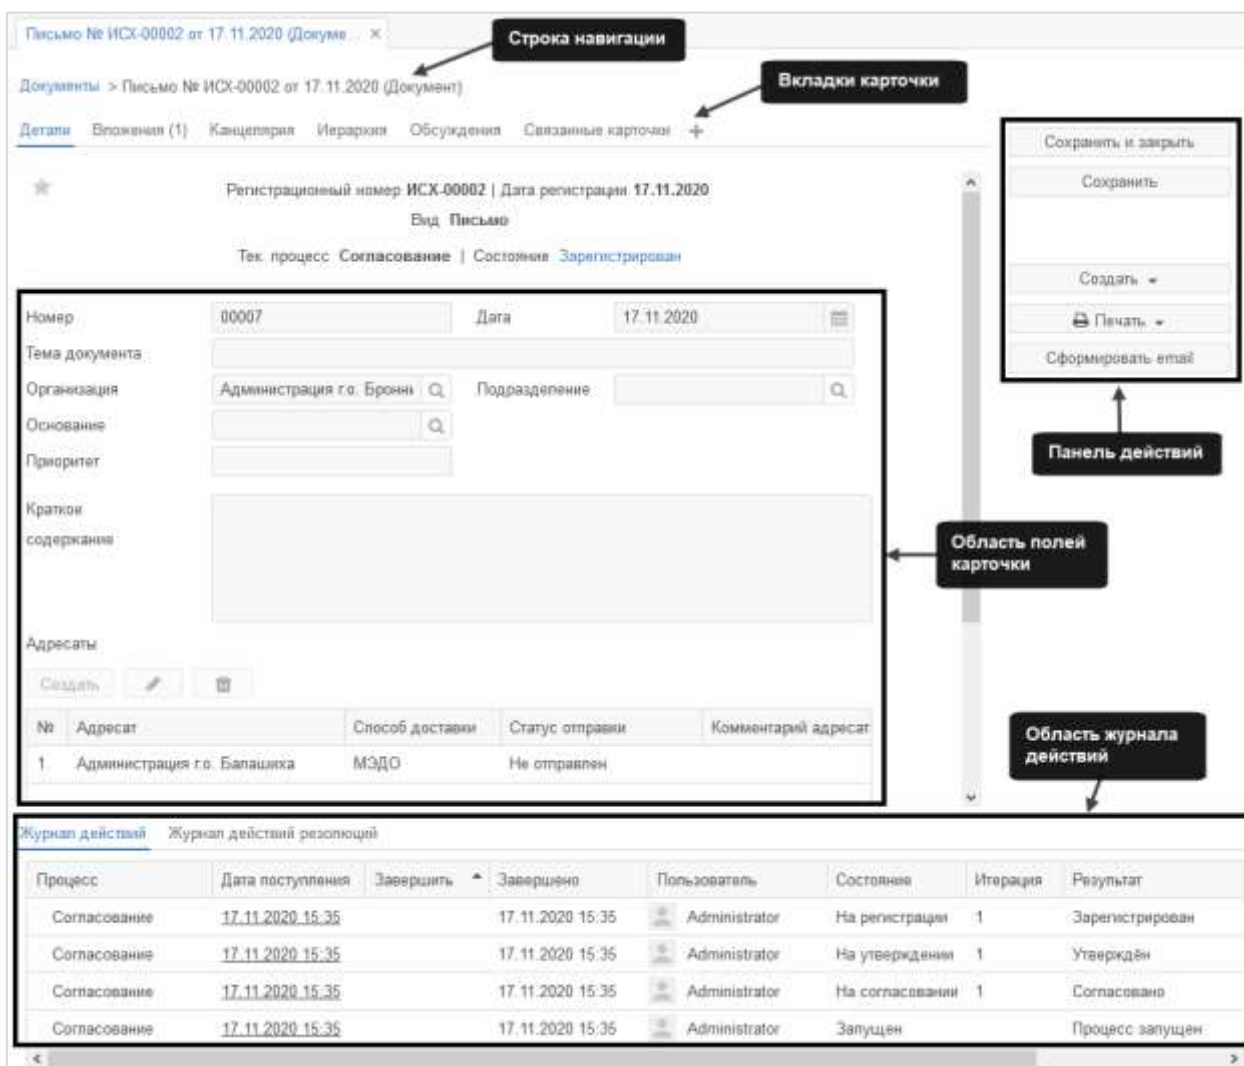 Письмо № ИСХ-00002 от 17.11.2020 (Докуме... ×
Строка навигации
Документы > Письмо № ИСХ-00002 от 17.11.2020 (Документ)
Вкладки карточки
Детали Вложения (1) Канцелярия Иерархия Обсуждения Связанные карточки +
Сохранить и закрыть
Сохранить
Регистрационный номер ИСХ-00002 | Дата регистрации 17.11.2020
Вид Письмо
Тек. процесс Согласование | Состояние Зарегистрирован
Создать
Печать
Сформировать email
Панель действий
Номер 00007 Дата 17.11.2020
Тема документа
Организация Администрация г.о. Бронни Подразделение
Основание
Приоритет
Краткое
содержание
Область полей
карточки
Адресаты
Создать
№ Адресат Способ доставки Статус отправки Комментарий адресат
1 Администрация г.о. Балашиха МЭДО Не отправлен
Область журнала
действий
Журнал действий Журнал действий резолюций
Процесс Дата поступления Завершить Завершено Пользователь Состояние Итерация Результат
Согласование 17.11.2020 15:35 17.11.2020 15:35 Administrator На регистрации 1 Зарегистрирован
Согласование 17.11.2020 15:35 17.11.2020 15:35 Administrator На утверждении 1 Утверждён
Согласование 17.11.2020 15:35 17.11.2020 15:35 Administrator На согласовании 1 Согласовано
Согласование 17.11.2020 15:35 17.11.2020 15:35 Administrator Запущен Процесс запущен